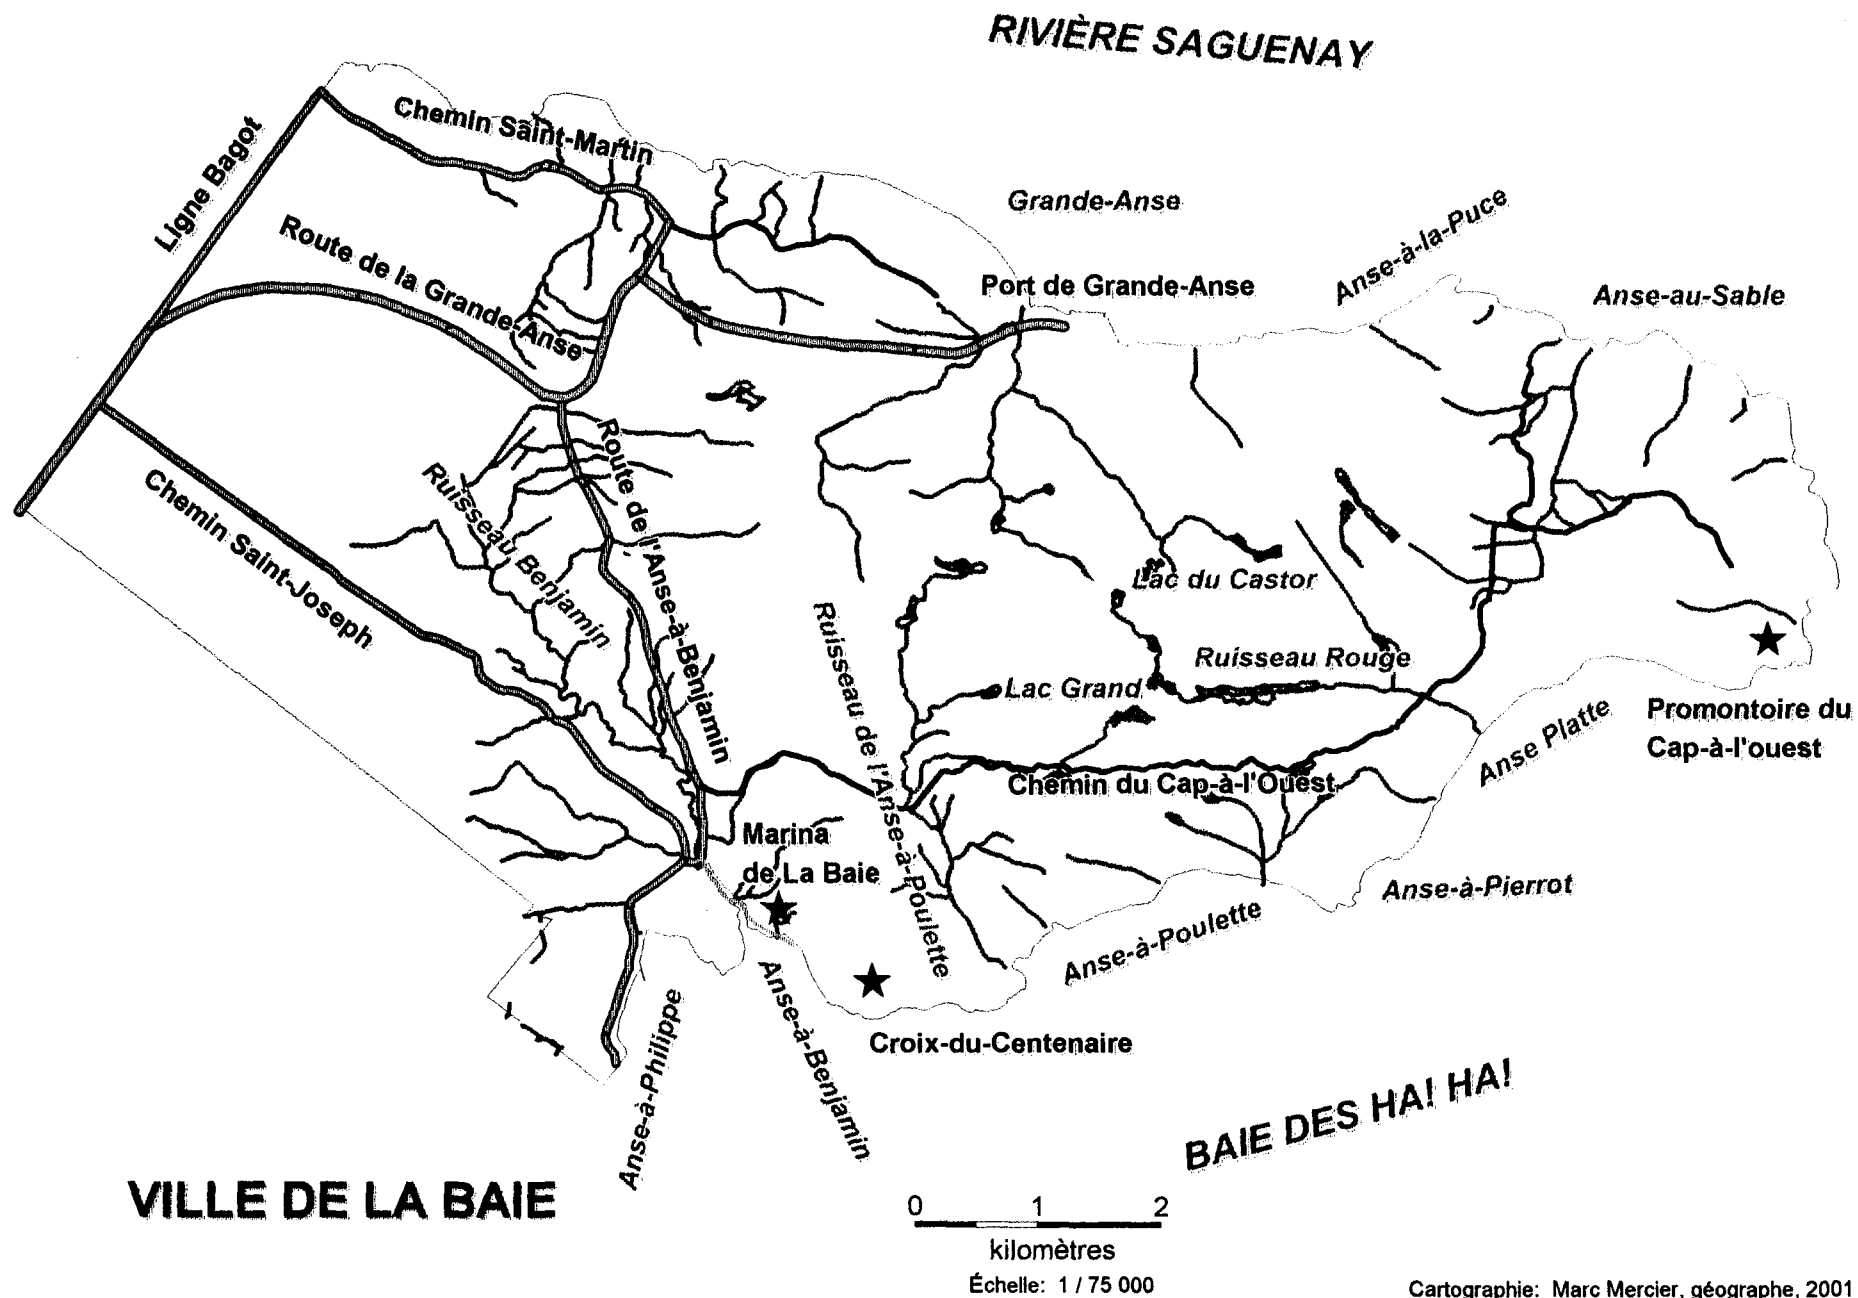 RIVIÈRE SAGUENAY
Chemin Saint-Martin
Ligne Bagot
Grande-Anse
Anse-à-la-Puce
Route de la Grande-Anse
Port de Grande-Anse
Anse-au-Sable
Route de l'Anse-à-Benjamin
Ruisseau Benjamin
Chemin Saint-Joseph
Lac du Castor
Ruisseau de l'Anse-à-Poulette
Ruisseau Rouge
Lac Grand
Anse Platte
Promontoire du
Cap-à-l'ouest
Chemin du Cap-à-l'Ouest
Marina
de La Baie
Anse-à-Pierrot
Anse-à-Poulette
Anse-à-Philippe
Anse-à-Benjamin
Croix-du-Centenaire
BAIE DES HA! HA!
VILLE DE LA BAIE
0 1 2
kilomètres
Échelle: 1 / 75 000
Cartographie: Marc Mercier, géographe, 2001